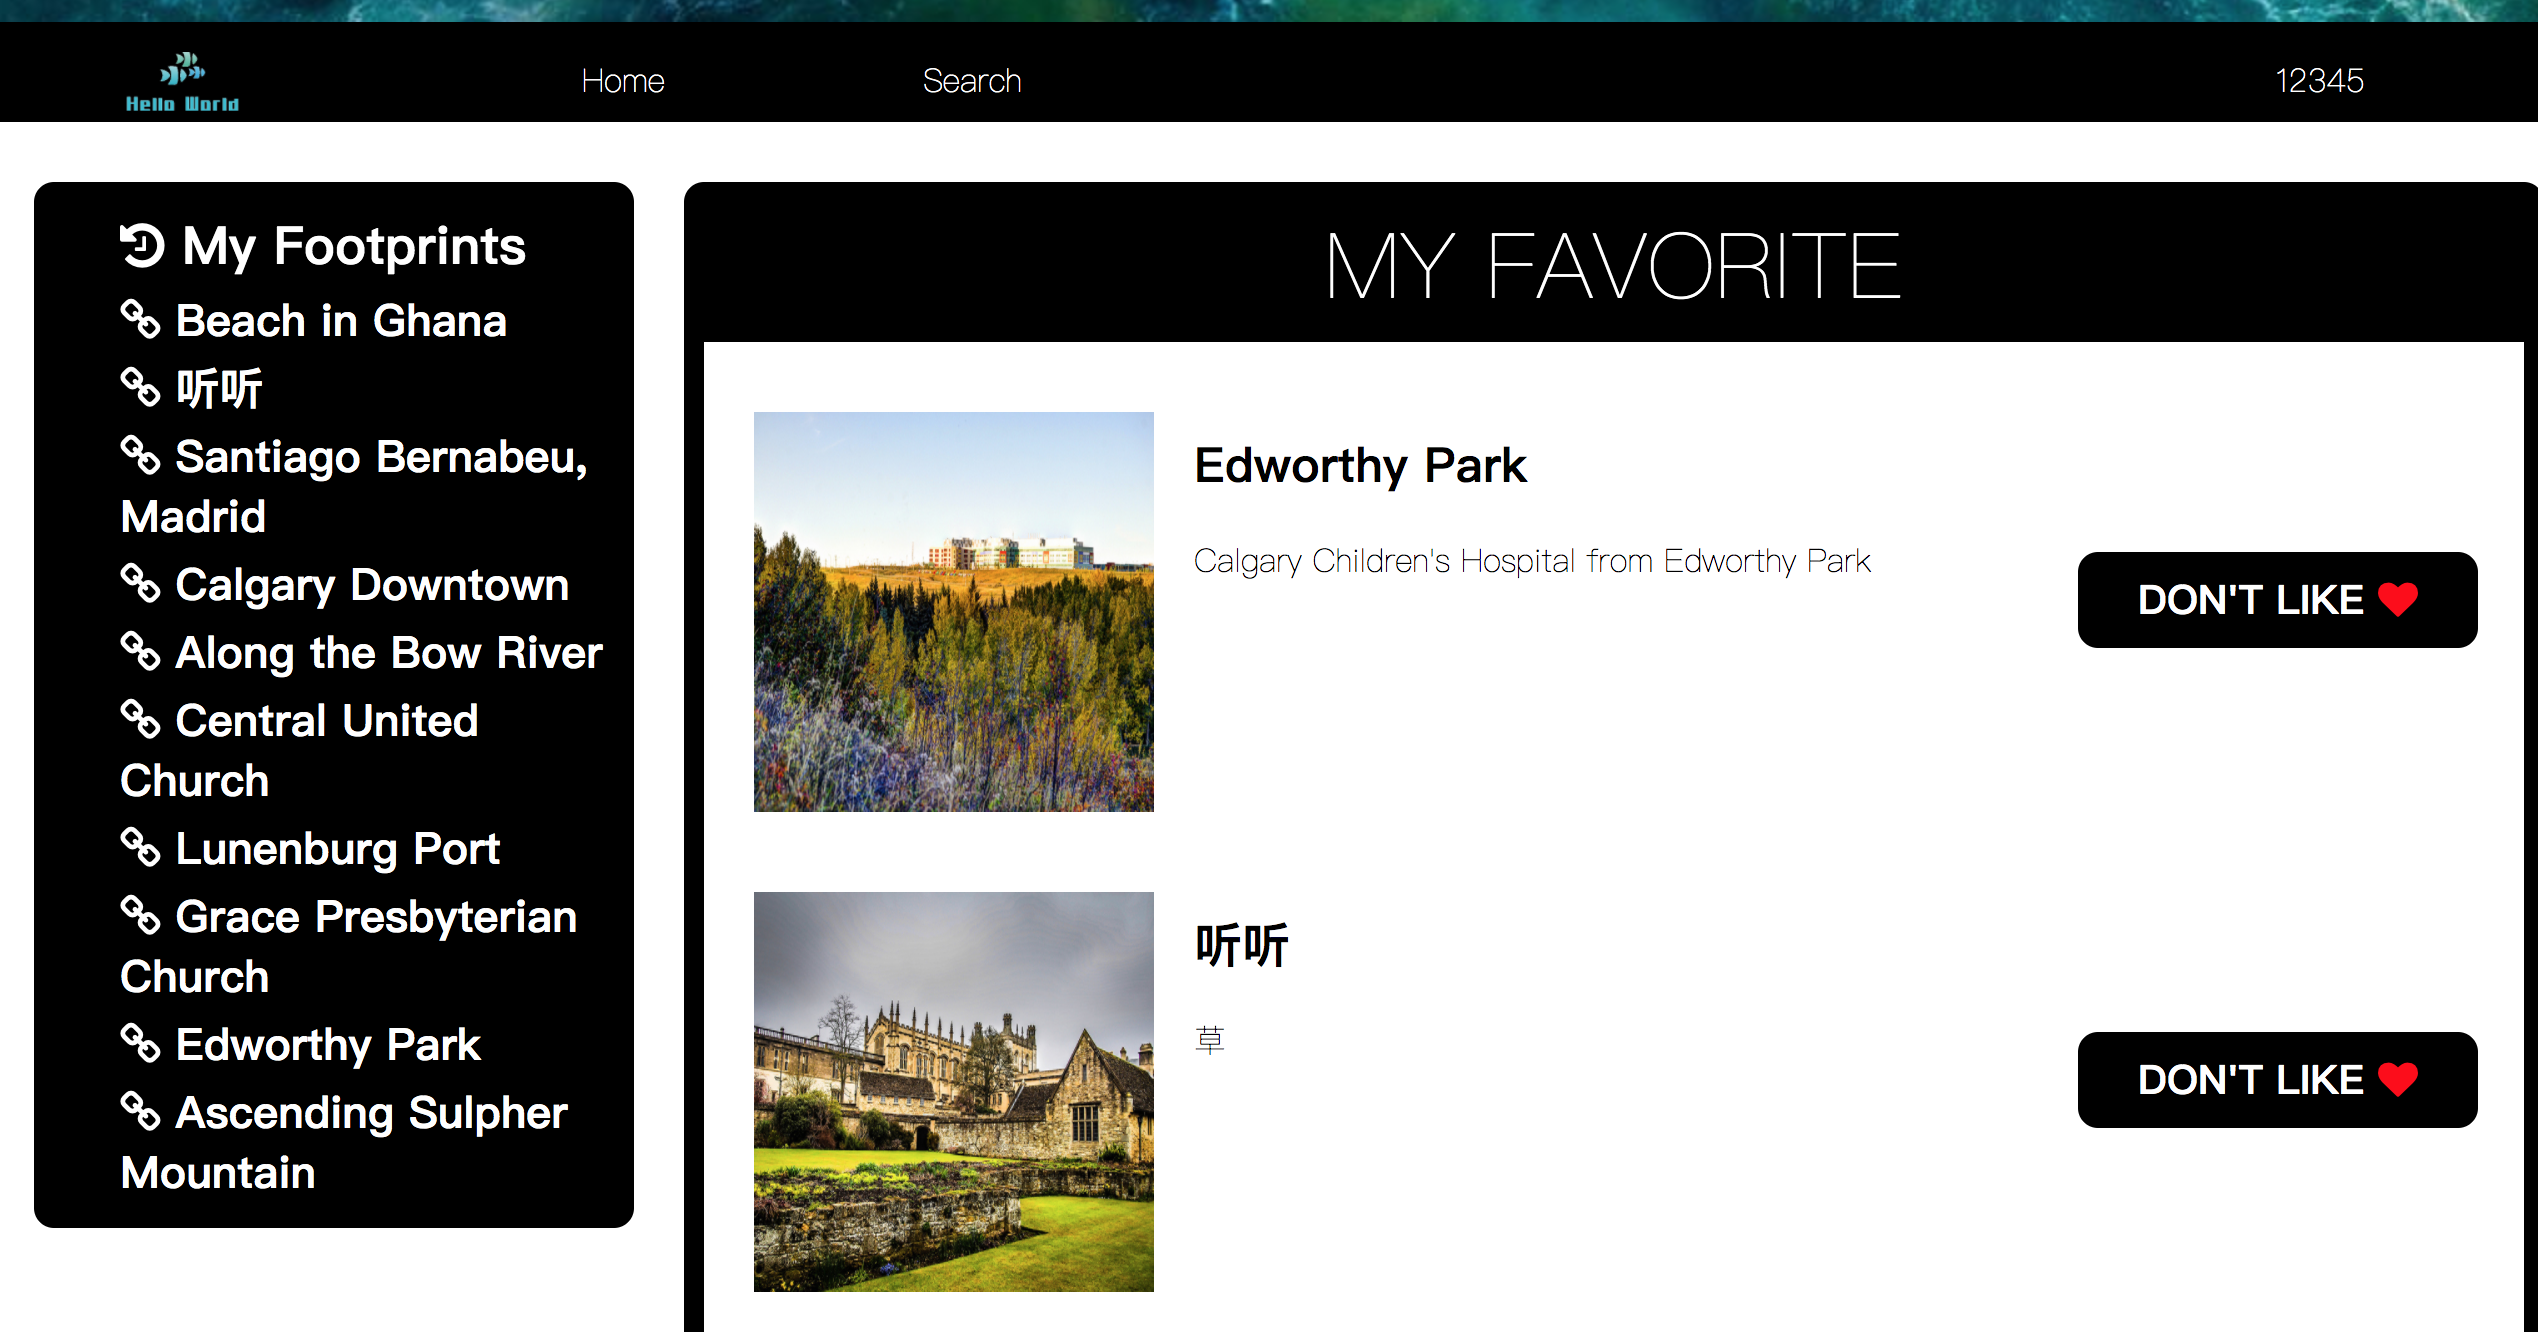 Hello World
Home
Search
12345
My Footprints
Beach in Ghana
听听
Santiago Bernabeu,
Madrid
Calgary Downtown
Along the Bow River
Central United
Church
Lunenburg Port
Grace Presbyterian
Church
Edworthy Park
Ascending Sulpher
Mountain
MY FAVORITE
Edworthy Park
Calgary Children's Hospital from Edworthy Park
DON'T LIKE
听听
草
DON'T LIKE